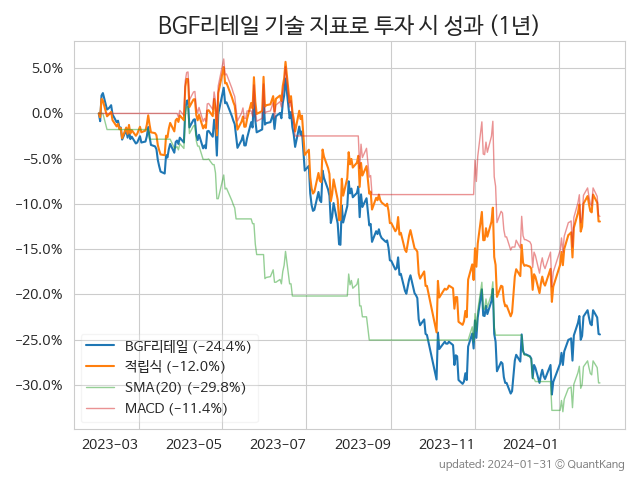 BGF리테일 기술 지표로 투자 시 성과 (1년)
5.0%
0.0%
−5.0%
−10.0%
−15.0%
−20.0%
−25.0%
−30.0%
BGF리테일 (−24.4%)
적립식 (−12.0%)
SMA(20) (−29.8%)
MACD (−11.4%)
2023-03 2023-05 2023-07 2023-09 2023-11 2024-01
updated: 2024-01-31 © QuantKang